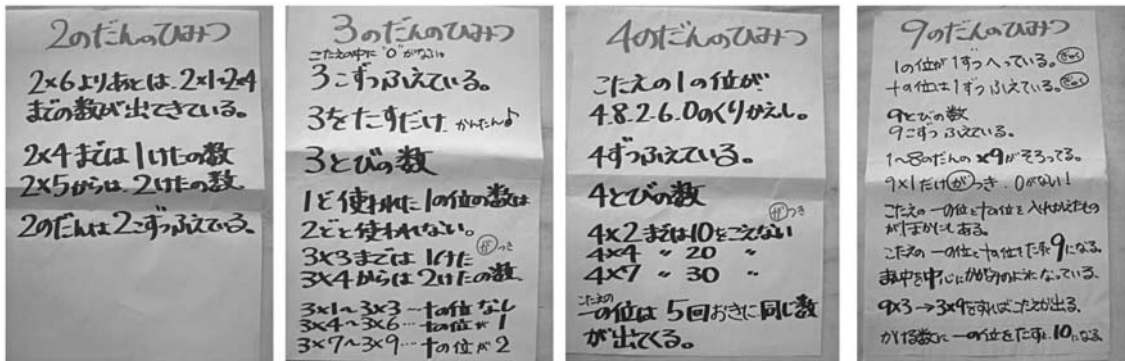 2のだんのひみつ
2×6よりあとは、2×1~2×4
までの数が出てきている。
2×4までは1けたの数
2×5からは、2けたの数
2のだんは2こずつふえている。
3のだんのひみつ
こたえの中に"0"がない。
3こずつふえている。
3をたすだけ かんたん♪
3とびの数
1ど使われた1の位の数は
2どと使われない。
3×3までは1けた がつき
3×4からは2けたの数
3×1~3×3…十の位なし
3×4~3×6…十の位が1
3×7~3×9…十の位が2
4のだんのひみつ
こたえの1の位が
4.8.2.6.0のくりかえし。
4ずつふえている。
4とびの数
がつき
4×2までは10をこえない
4×4 〃 20 〃
4×7 〃 30 〃
こたえの
一の位は5回おきに同じ数
が出てくる。
9のだんのひみつ
1の位が1ずつへっている。ぎゃく
十の位は1ずつふえている。ぎゃく
9とびの数
9こずつふえている。
1~8のだんの×9がそろってる。
9×1だけがつき.0がない!
こたえの一の位と十の位を入れかえたもの
がほかにもある。
こたえの一の位と十の位をたすと9になる。
まん中を中心にかがみのようになっている、
9×3→3×9をすればこたえが出る、
かける数に一の位をたすと10になる